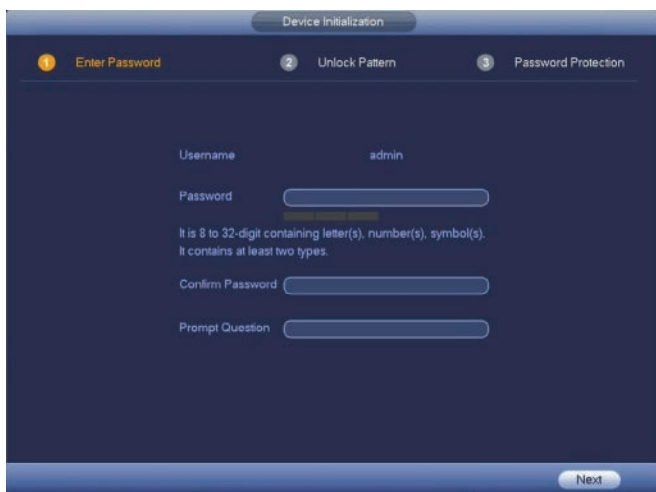 Device Initialization
1 Enter Password 2 Unlock Pattern 3 Password Protection
Username admin
Password
It is 8 to 32-digit containing letter(s), number(s), symbol(s).
It contains at least two types.
Confirm Password
Prompt Question
Next